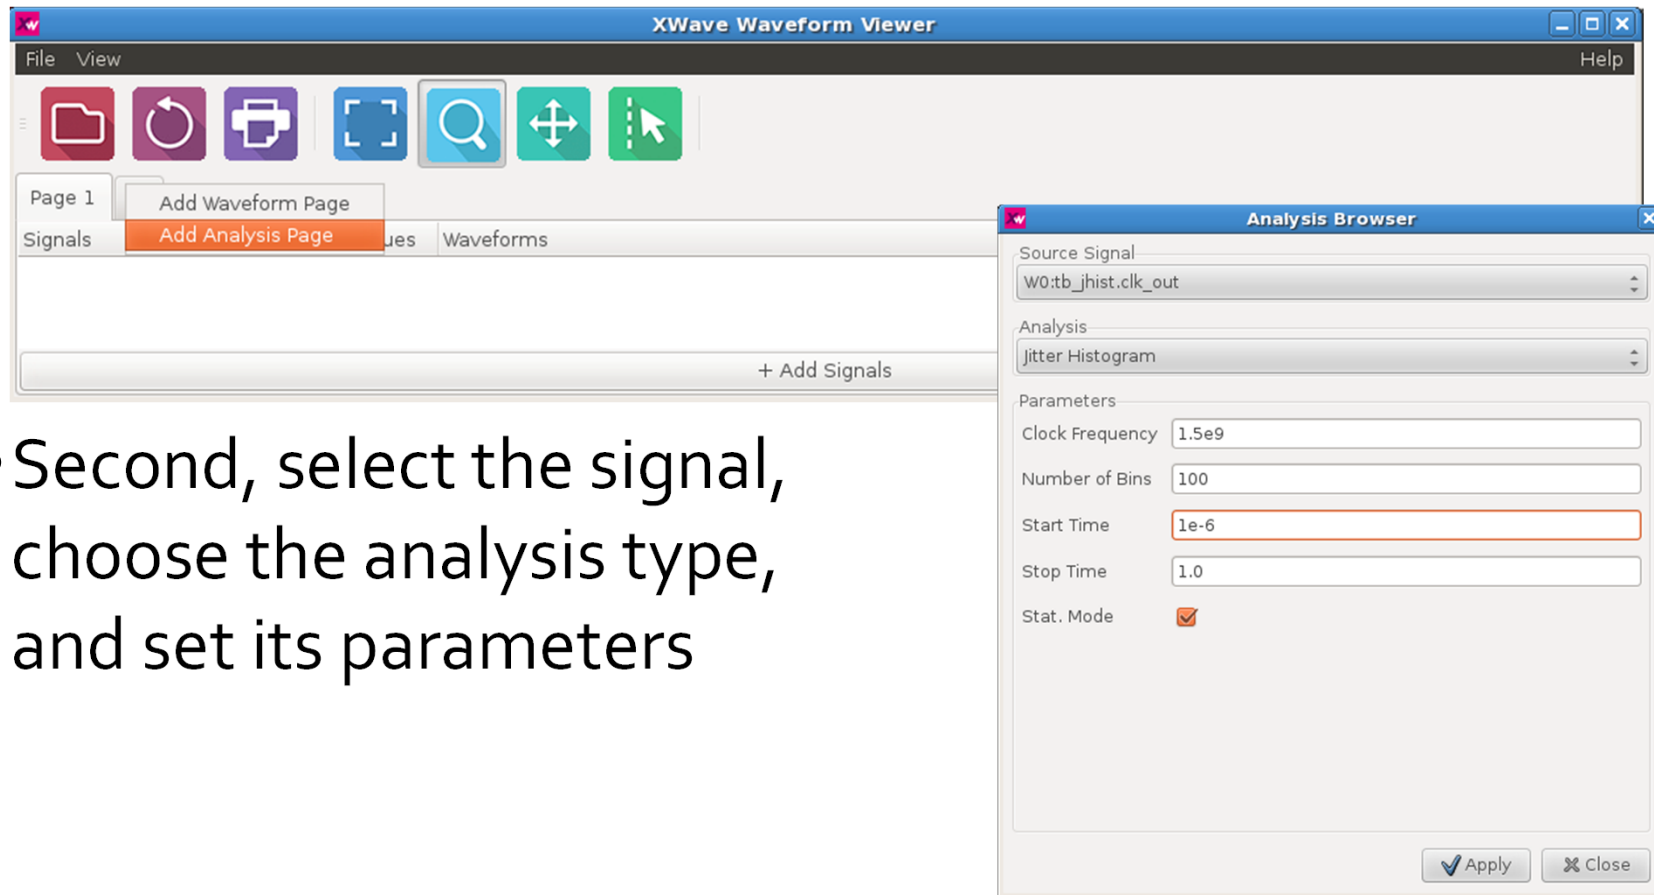 XWave Waveform Viewer
File View Help
Page 1
Add Waveform Page
Add Analysis Page
Signals ues Waveforms
+ Add Signals
Analysis Browser
Source Signal
W0:tb_jhist.clk_out
Analysis
Jitter Histogram
Parameters
Clock Frequency 1.5e9
Number of Bins 100
Start Time 1e-6
Stop Time 1.0
Stat. Mode
Apply Close
•Second, select the signal,
choose the analysis type,
and set its parameters